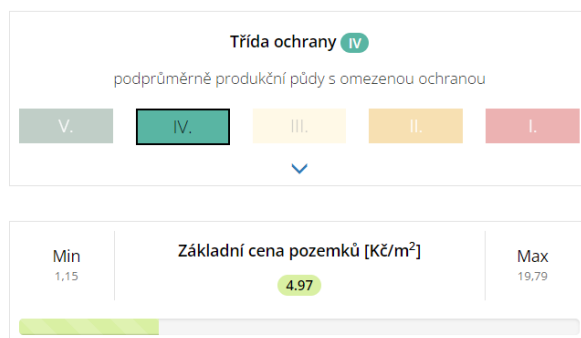 Třída ochrany IV
podprůměrně produkční půdy s omezenou ochranou
V. IV. III. II. I.
Min Základní cena pozemků [Kč/m²] Max
1,15 4.97 19,79